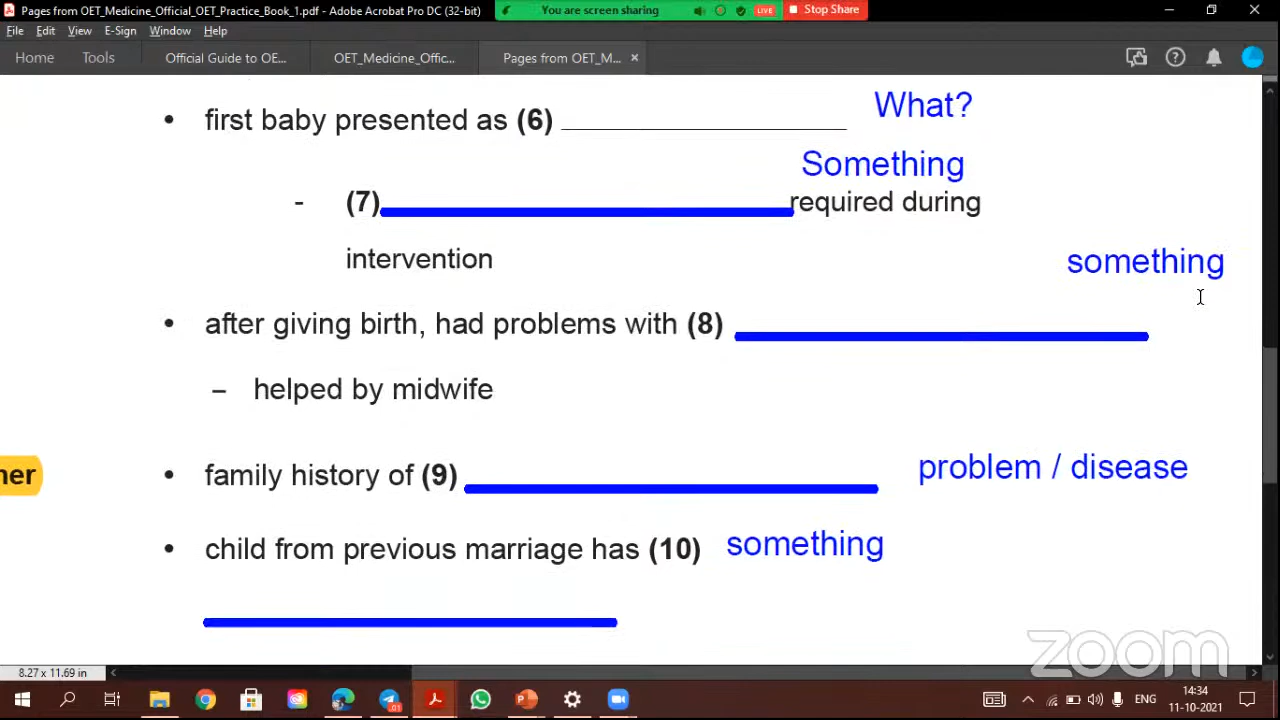 Pages from OET_Medicine_Official_OET_Practice_Book_1.pdf - Adobe Acrobat Pro DC (32-bit)
You are screen sharing
LIVE
Stop Share
File Edit View E-Sign Window Help
Home Tools Official Guide to OE... OET_Medicine_Offic... Pages from OET_M... ×
• first baby presented as (6) ____________________ What?
Something
- (7) required during
intervention
something
• after giving birth, had problems with (8)
– helped by midwife
ner • family history of (9) problem / disease
• child from previous marriage has (10) something
zoom
8.27 x 11.69 in
01
ENG
14:34
11-10-2021